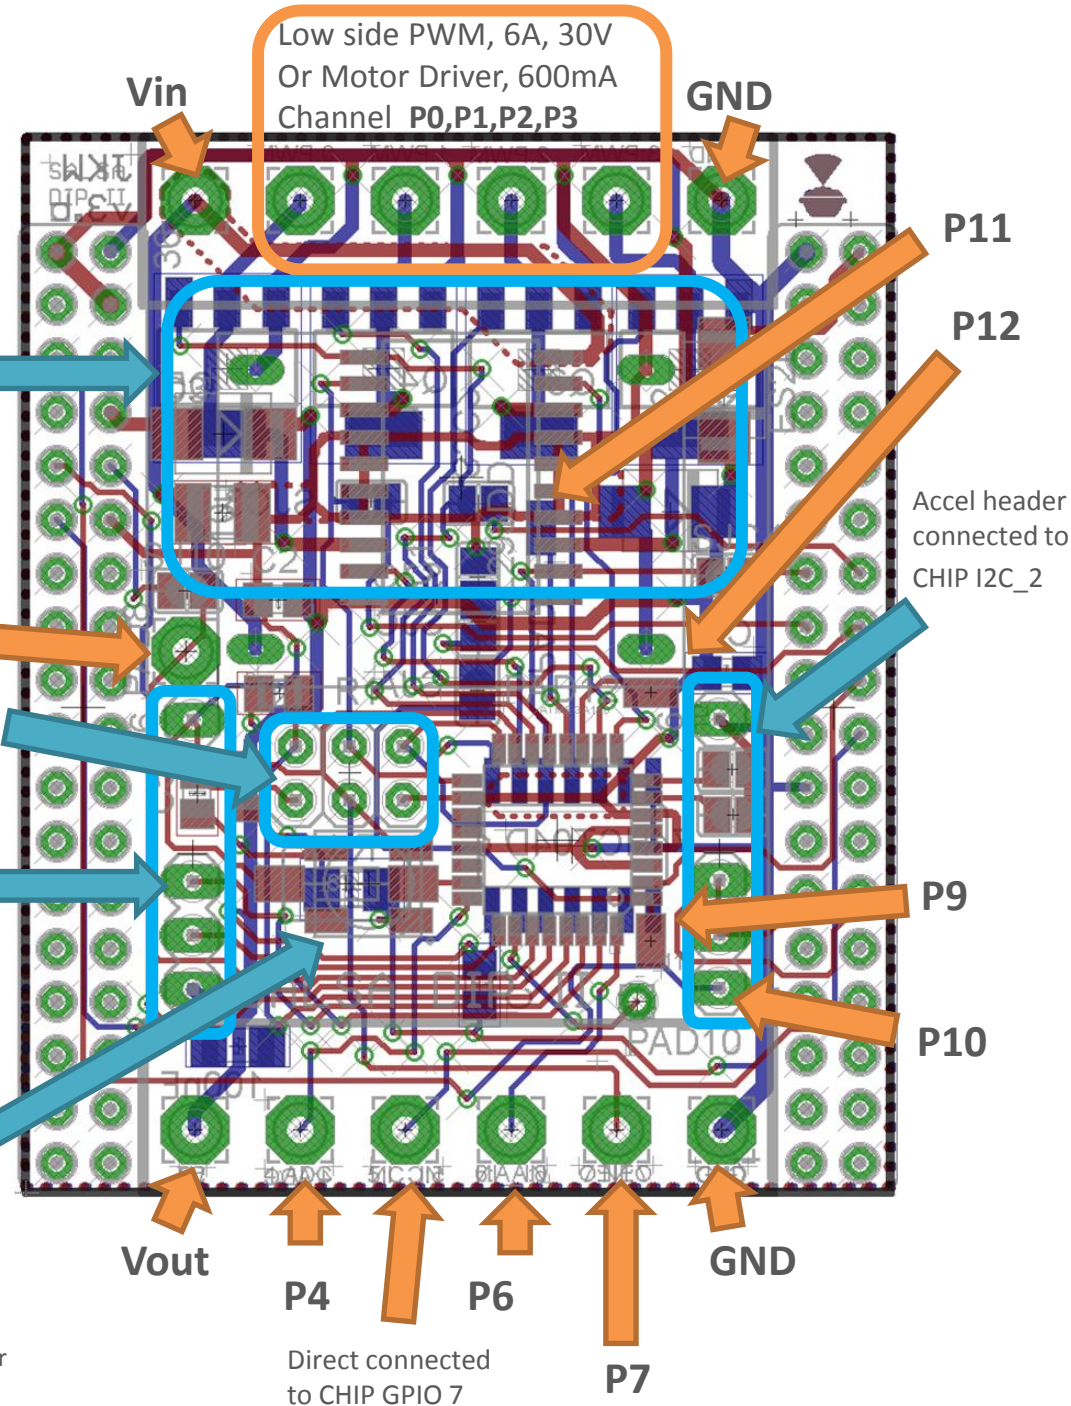 Low side PWM, 6A, 30V
Or Motor Driver, 600mA
Channel P0,P1,P2,P3
Vin
GND
P11
P12
Accel header
connected to
CHIP I2C_2
P9
P10
PAD10
Vout
P4
P6
GND
P7
Direct connected
to CHIP GPIO 7